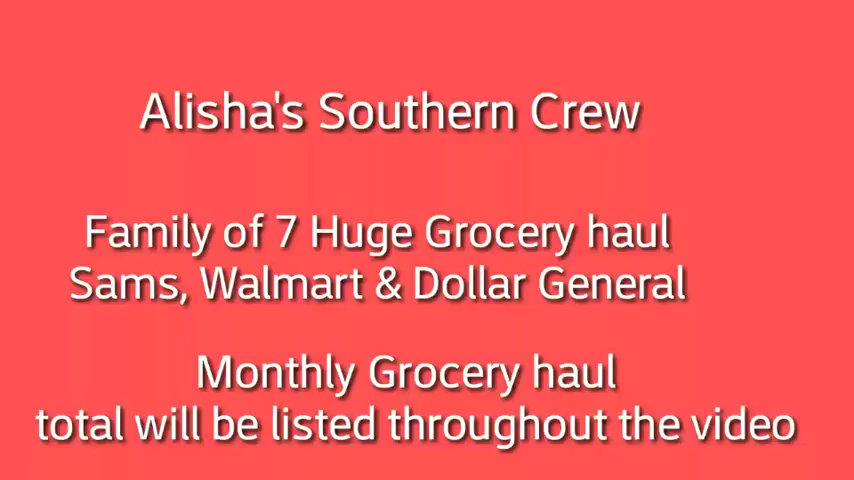 Alisha's Southern Crew
Family of 7 Huge Grocery haul
Sams, Walmart & Dollar General
Monthly Grocery haul
total will be listed throughout the video